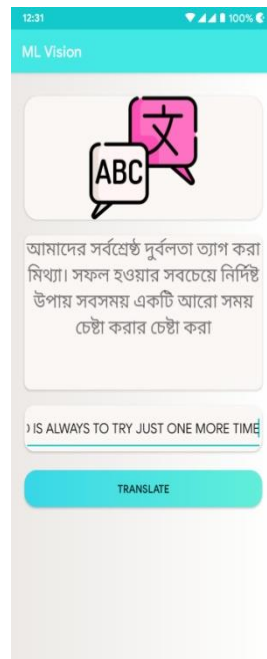 12:31 100%
ML Vision
文
ABC
আমাদের সর্বশ্রেষ্ঠ দুর্বলতা ত্যাগ করা
মিথ্যা। সফল হওয়ার সবচেয়ে নির্দিষ্ট
উপায় সবসময় একটি আরো সময়
চেষ্টা করার চেষ্টা করা
IS ALWAYS TO TRY JUST ONE MORE TIME
TRANSLATE